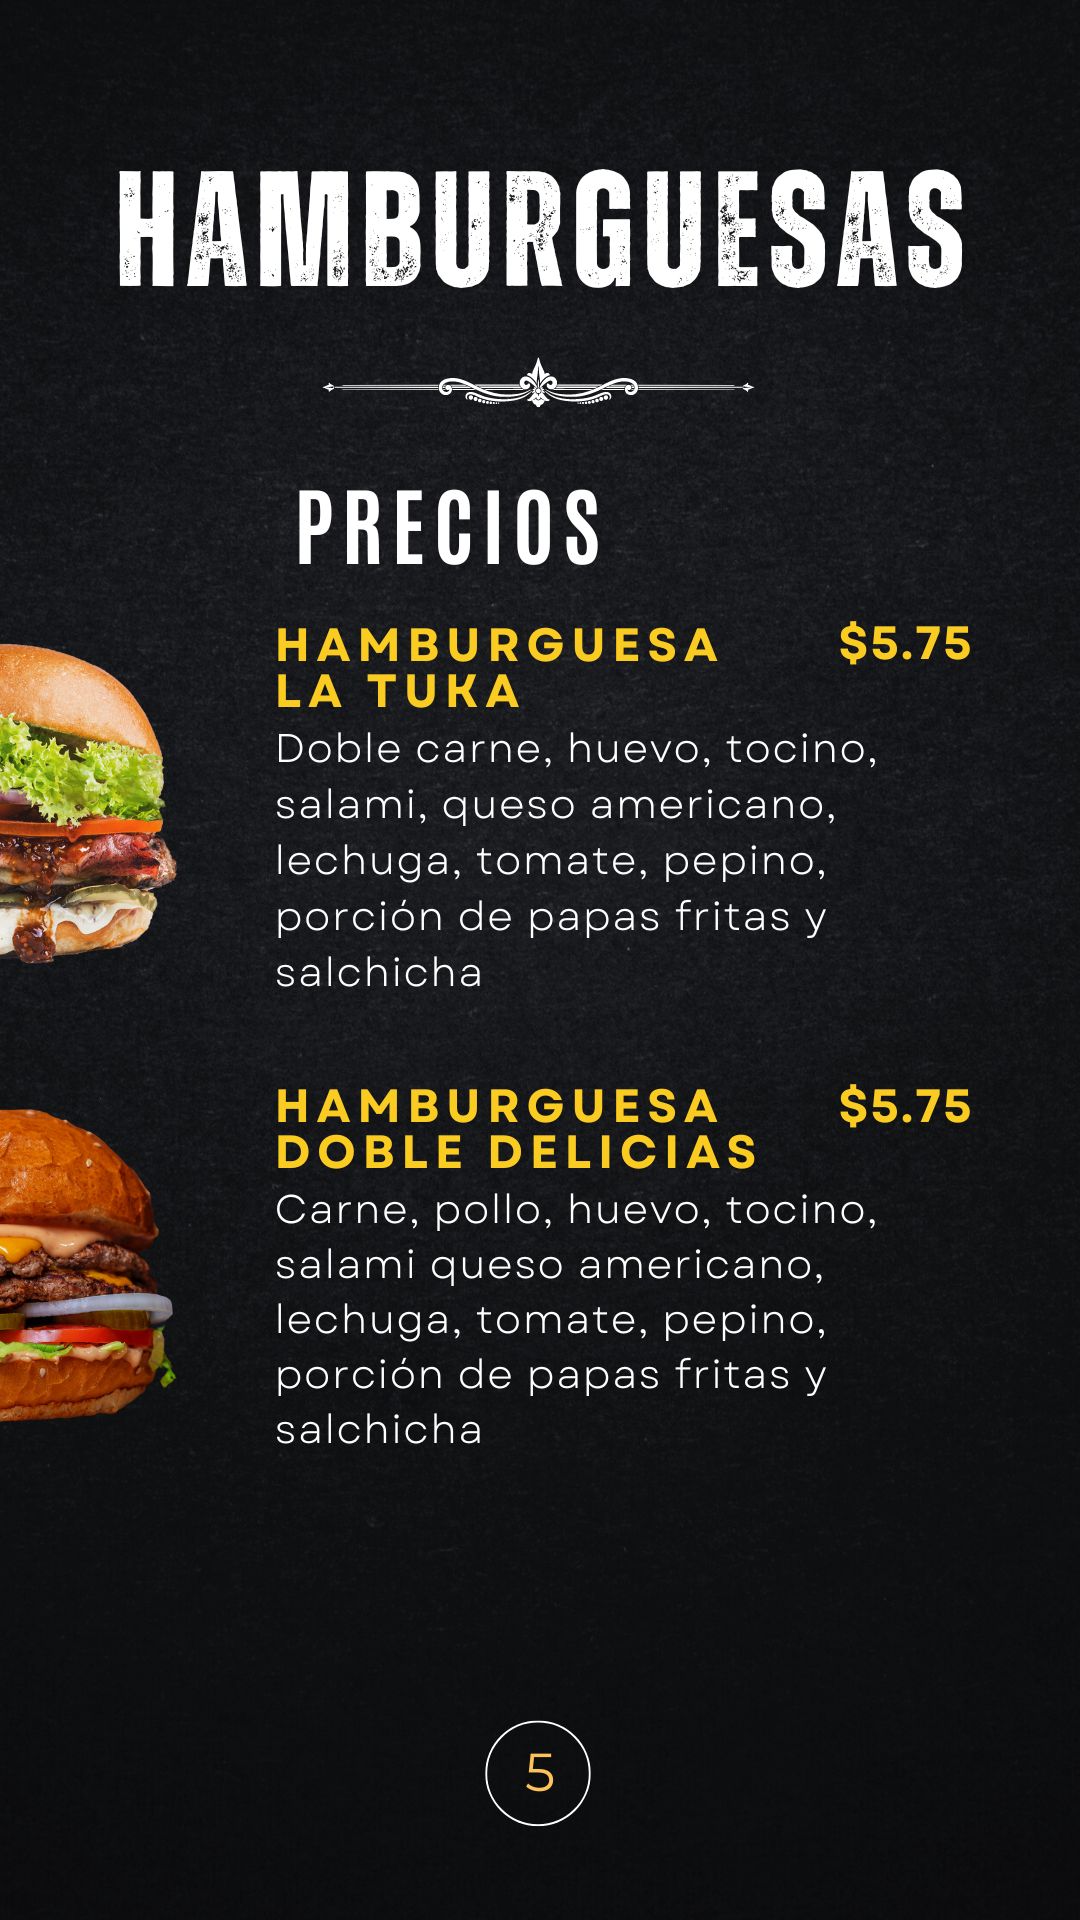 HAMBURGUESAS
PRECIOS
HAMBURGUESA $5.75
LA TUKA
Doble carne, huevo, tocino,
salami, queso americano,
lechuga, tomate, pepino,
porción de papas fritas y
salchicha
HAMBURGUESA $5.75
DOBLE DELICIAS
Carne, pollo, huevo, tocino,
salami queso americano,
lechuga, tomate, pepino,
porción de papas fritas y
salchicha
5